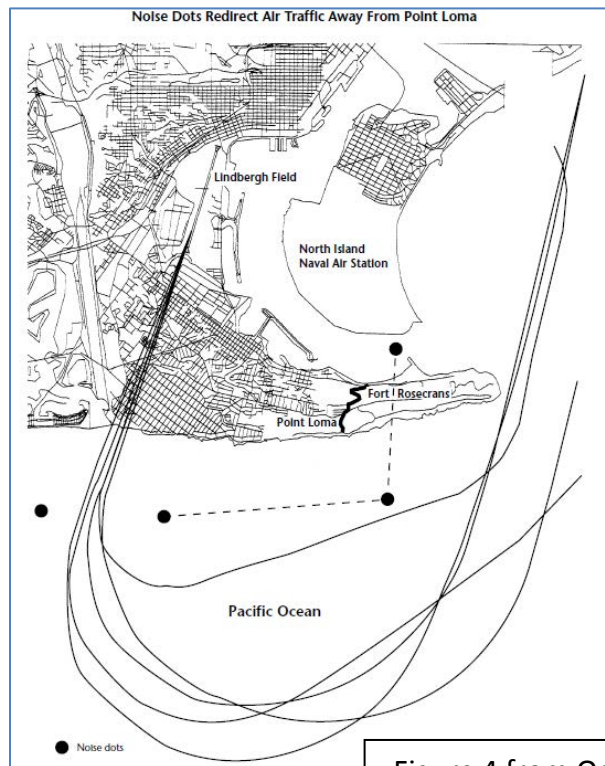 Noise Dots Redirect Air Traffic Away From Point Loma
Lindbergh Field
North Island
Naval Air Station
Fort Rosecrans
Point Loma
Pacific Ocean
Noise dots